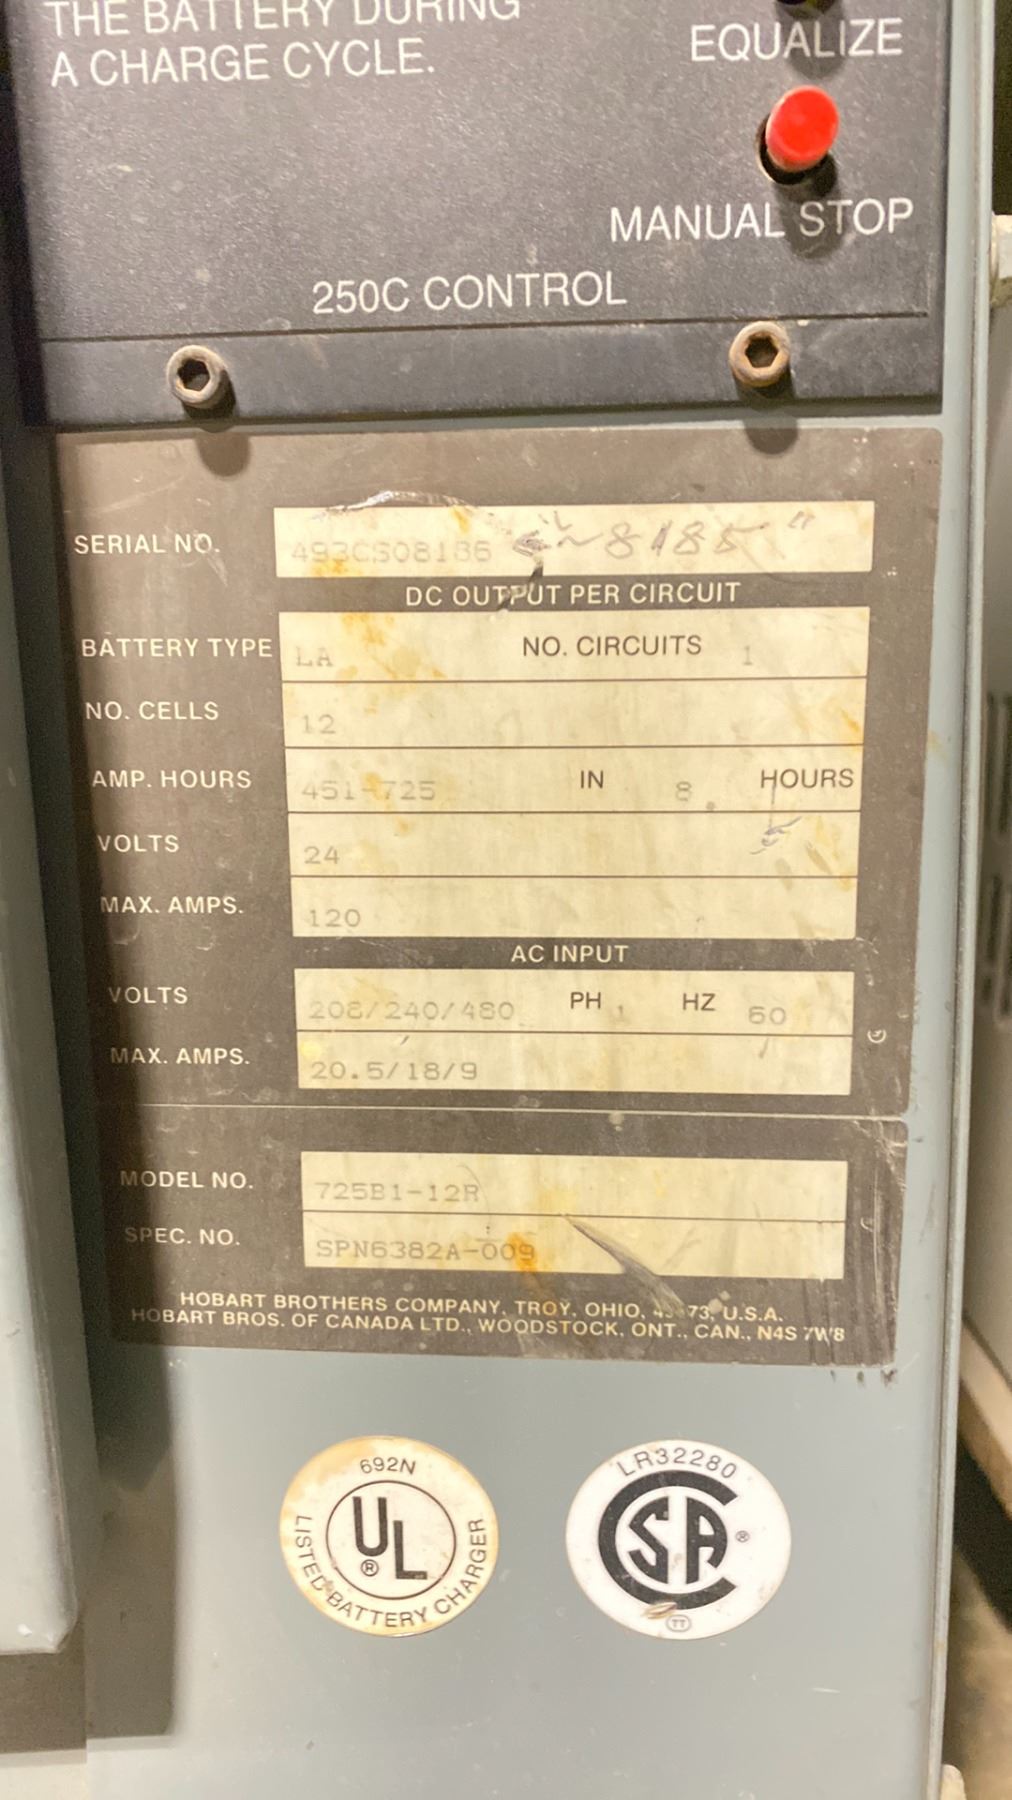 THE BATTERY DURING
A CHARGE CYCLE.
EQUALIZE
MANUAL STOP
250C CONTROL
SERIAL NO. 493CS08186 8185"
DC OUTPUT PER CIRCUIT
BATTERY TYPE LA NO. CIRCUITS 1
NO. CELLS 12
AMP. HOURS 451-725 IN 8 HOURS
VOLTS 24
MAX. AMPS. 120
AC INPUT
VOLTS 208/240/480 PH 1 HZ 60
MAX. AMPS. 20.5/18/9
MODEL NO. 725B1-12R
SPEC. NO. SPN6382A-009
HOBART BROTHERS COMPANY, TROY, OHIO, U.S.A.
HOBART BROS. OF CANADA LTD., WOODSTOCK, ONT., CAN., N4S 7W8
692N
UL ®
LISTED BATTERY CHARGER
LR32280
CSA ®
TT